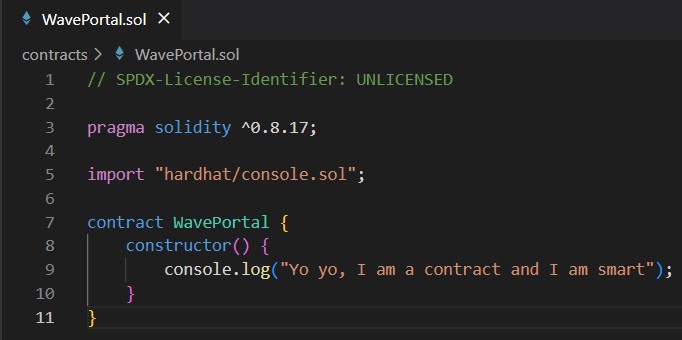 WavePortal.sol ×
contracts > WavePortal.sol
1 // SPDX-License-Identifier: UNLICENSED
2
3 pragma solidity ^0.8.17;
4
5 import "hardhat/console.sol";
6
7 contract WavePortal {
8     constructor() {
9         console.log("Yo yo, I am a contract and I am smart");
10     }
11 }